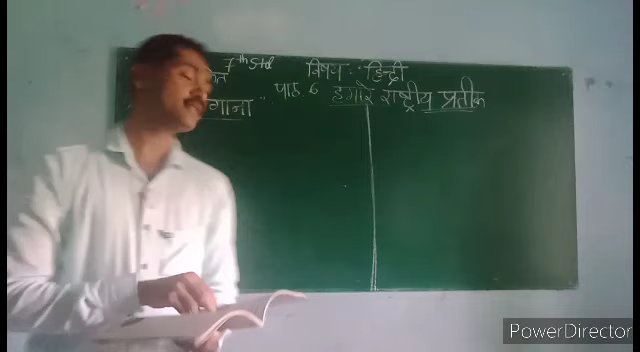 7th Std विषय :- हिन्दी
पाठ. 6 हमारे राष्ट्रीय प्रतीक
गाना
PowerDirector